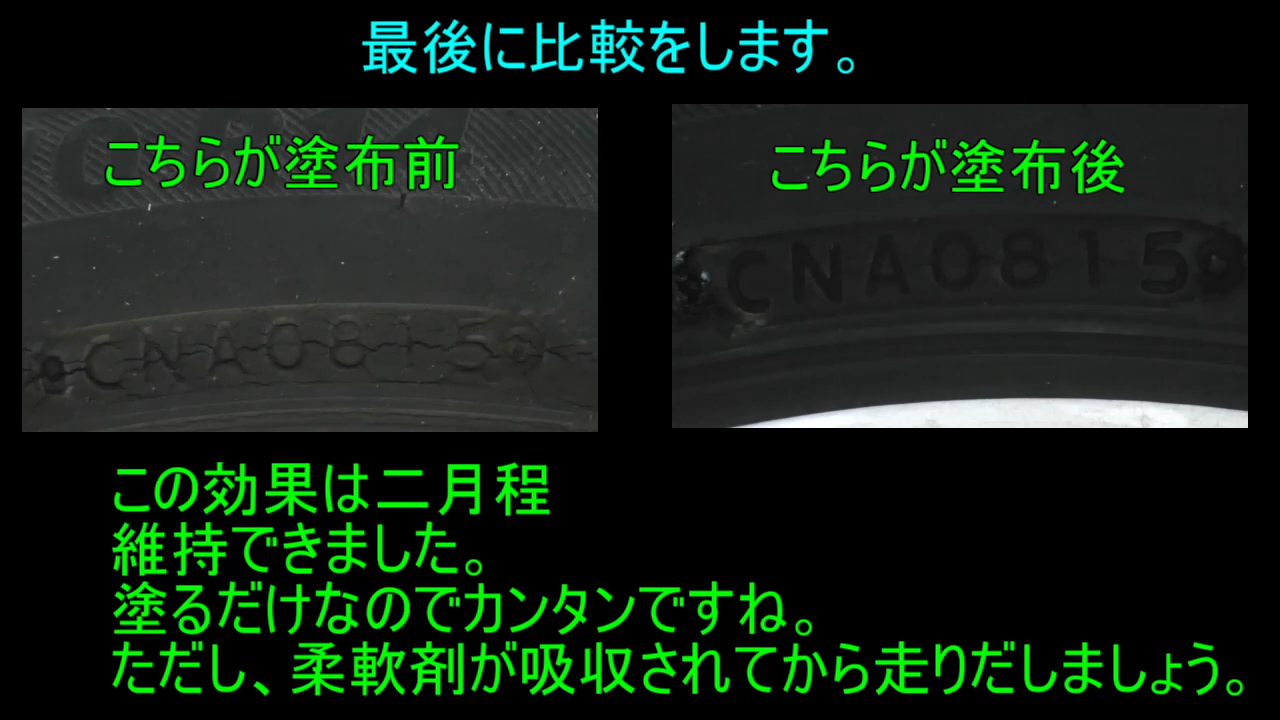 最後に比較をします。
こちらが塗布前
こちらが塗布後
CNA0815
CNA0815
この効果は二月程
維持できました。
塗るだけなのでカンタンですね。
ただし、柔軟剤が吸収されてから走りだしましょう。